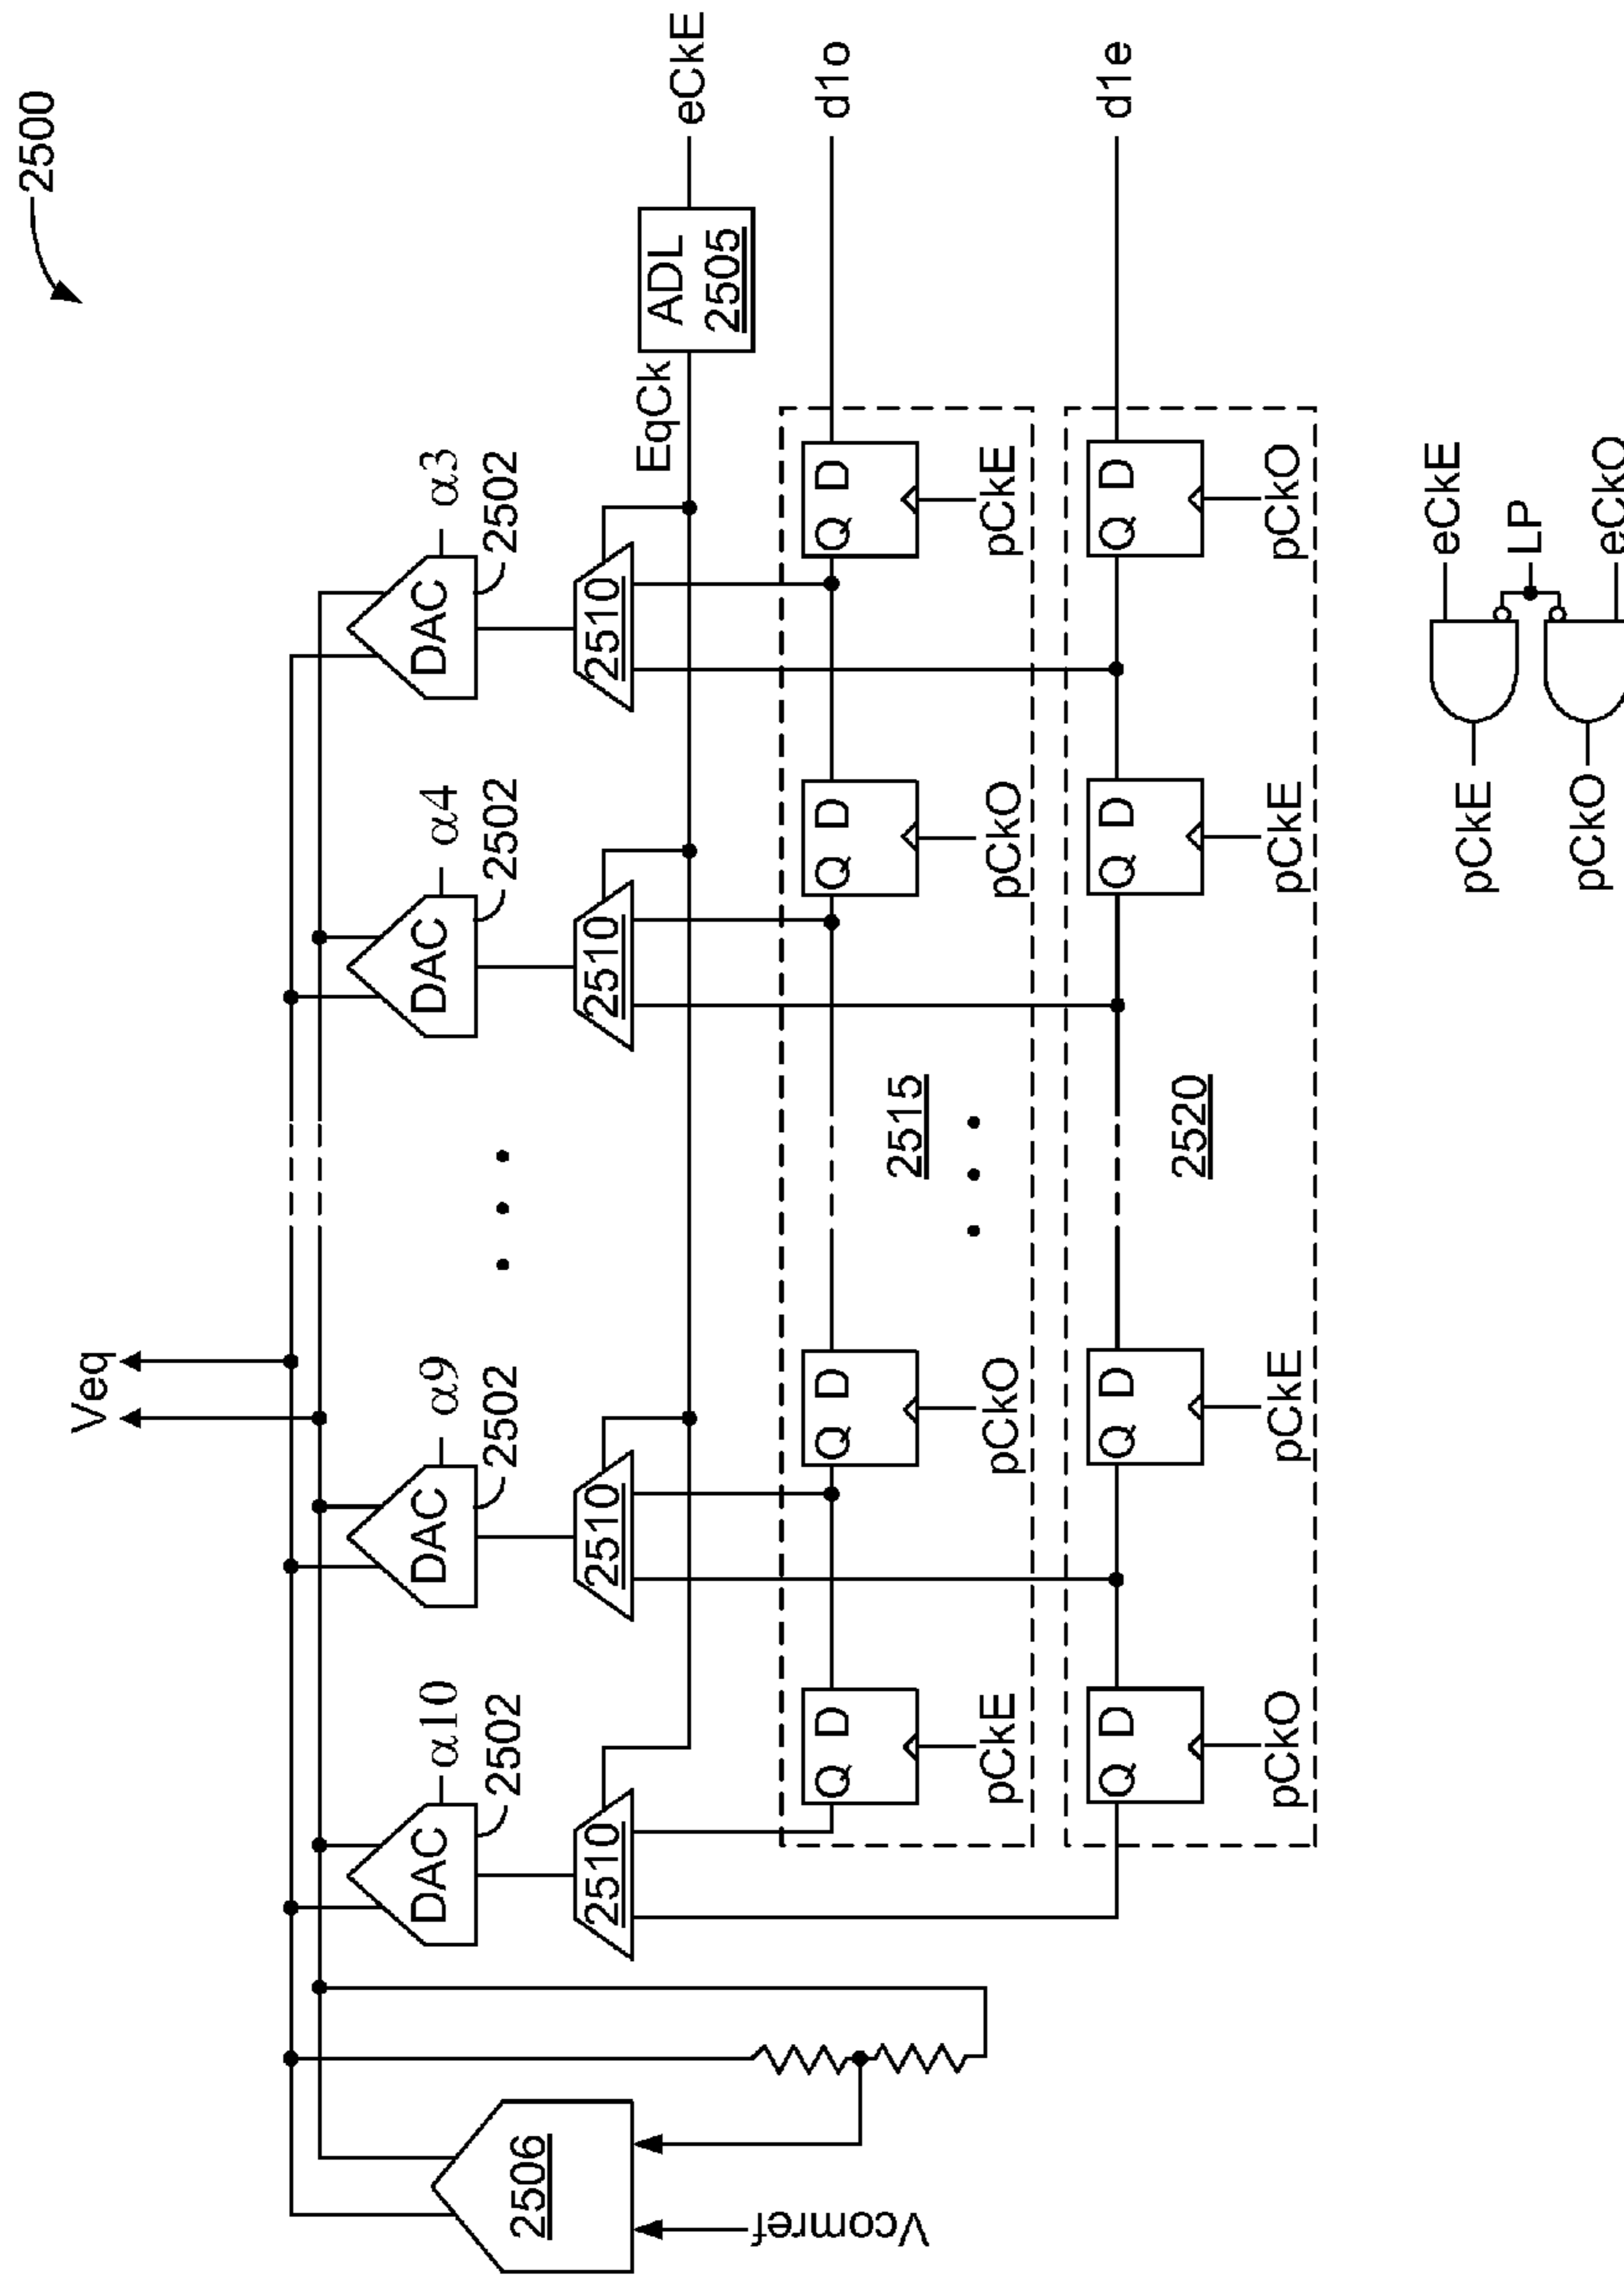 2500
Veq
α10
α9
α4
α3
2502
2502
2502
2502
DAC
DAC
DAC
DAC
2506
Vcomref
2510
2510
2510
2510
EqCk
ADL
2505
eCkE
Q D
Q D
Q D
Q D
d1o
2515
pCkE
pCkO
pCkO
pCkE
Q D
Q D
Q D
Q D
d1e
2520
pCkO
pCkE
pCkE
pCkO
eCkE
pCkE
LP
pCkO
eCkO